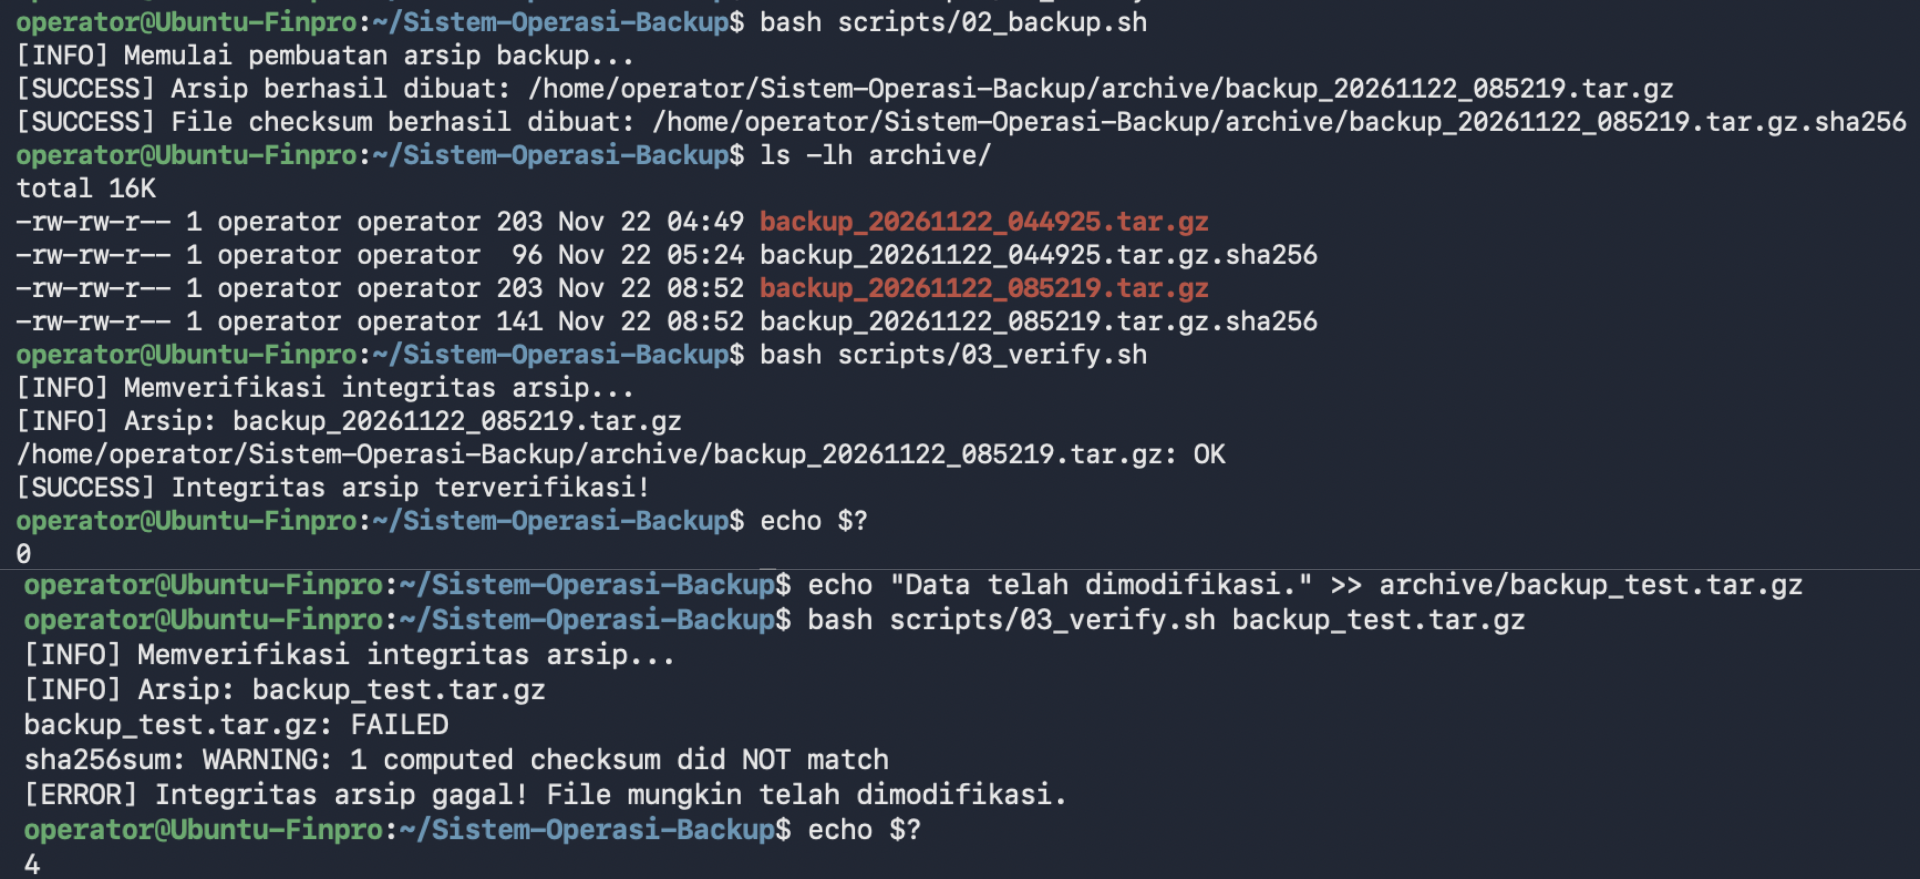 operator@Ubuntu-Finpro:~/Sistem-Operasi-Backup$ bash scripts/02_backup.sh
[INFO] Memulai pembuatan arsip backup...
[SUCCESS] Arsip berhasil dibuat: /home/operator/Sistem-Operasi-Backup/archive/backup_20261122_085219.tar.gz
[SUCCESS] File checksum berhasil dibuat: /home/operator/Sistem-Operasi-Backup/archive/backup_20261122_085219.tar.gz.sha256
operator@Ubuntu-Finpro:~/Sistem-Operasi-Backup$ ls -lh archive/
total 16K
-rw-rw-r-- 1 operator operator 203 Nov 22 04:49 backup_20261122_044925.tar.gz
-rw-rw-r-- 1 operator operator  96 Nov 22 05:24 backup_20261122_044925.tar.gz.sha256
-rw-rw-r-- 1 operator operator 203 Nov 22 08:52 backup_20261122_085219.tar.gz
-rw-rw-r-- 1 operator operator 141 Nov 22 08:52 backup_20261122_085219.tar.gz.sha256
operator@Ubuntu-Finpro:~/Sistem-Operasi-Backup$ bash scripts/03_verify.sh
[INFO] Memverifikasi integritas arsip...
[INFO] Arsip: backup_20261122_085219.tar.gz
/home/operator/Sistem-Operasi-Backup/archive/backup_20261122_085219.tar.gz: OK
[SUCCESS] Integritas arsip terverifikasi!
operator@Ubuntu-Finpro:~/Sistem-Operasi-Backup$ echo $?
0
operator@Ubuntu-Finpro:~/Sistem-Operasi-Backup$ echo "Data telah dimodifikasi." >> archive/backup_test.tar.gz
operator@Ubuntu-Finpro:~/Sistem-Operasi-Backup$ bash scripts/03_verify.sh backup_test.tar.gz
[INFO] Memverifikasi integritas arsip...
[INFO] Arsip: backup_test.tar.gz
backup_test.tar.gz: FAILED
sha256sum: WARNING: 1 computed checksum did NOT match
[ERROR] Integritas arsip gagal! File mungkin telah dimodifikasi.
operator@Ubuntu-Finpro:~/Sistem-Operasi-Backup$ echo $?
4